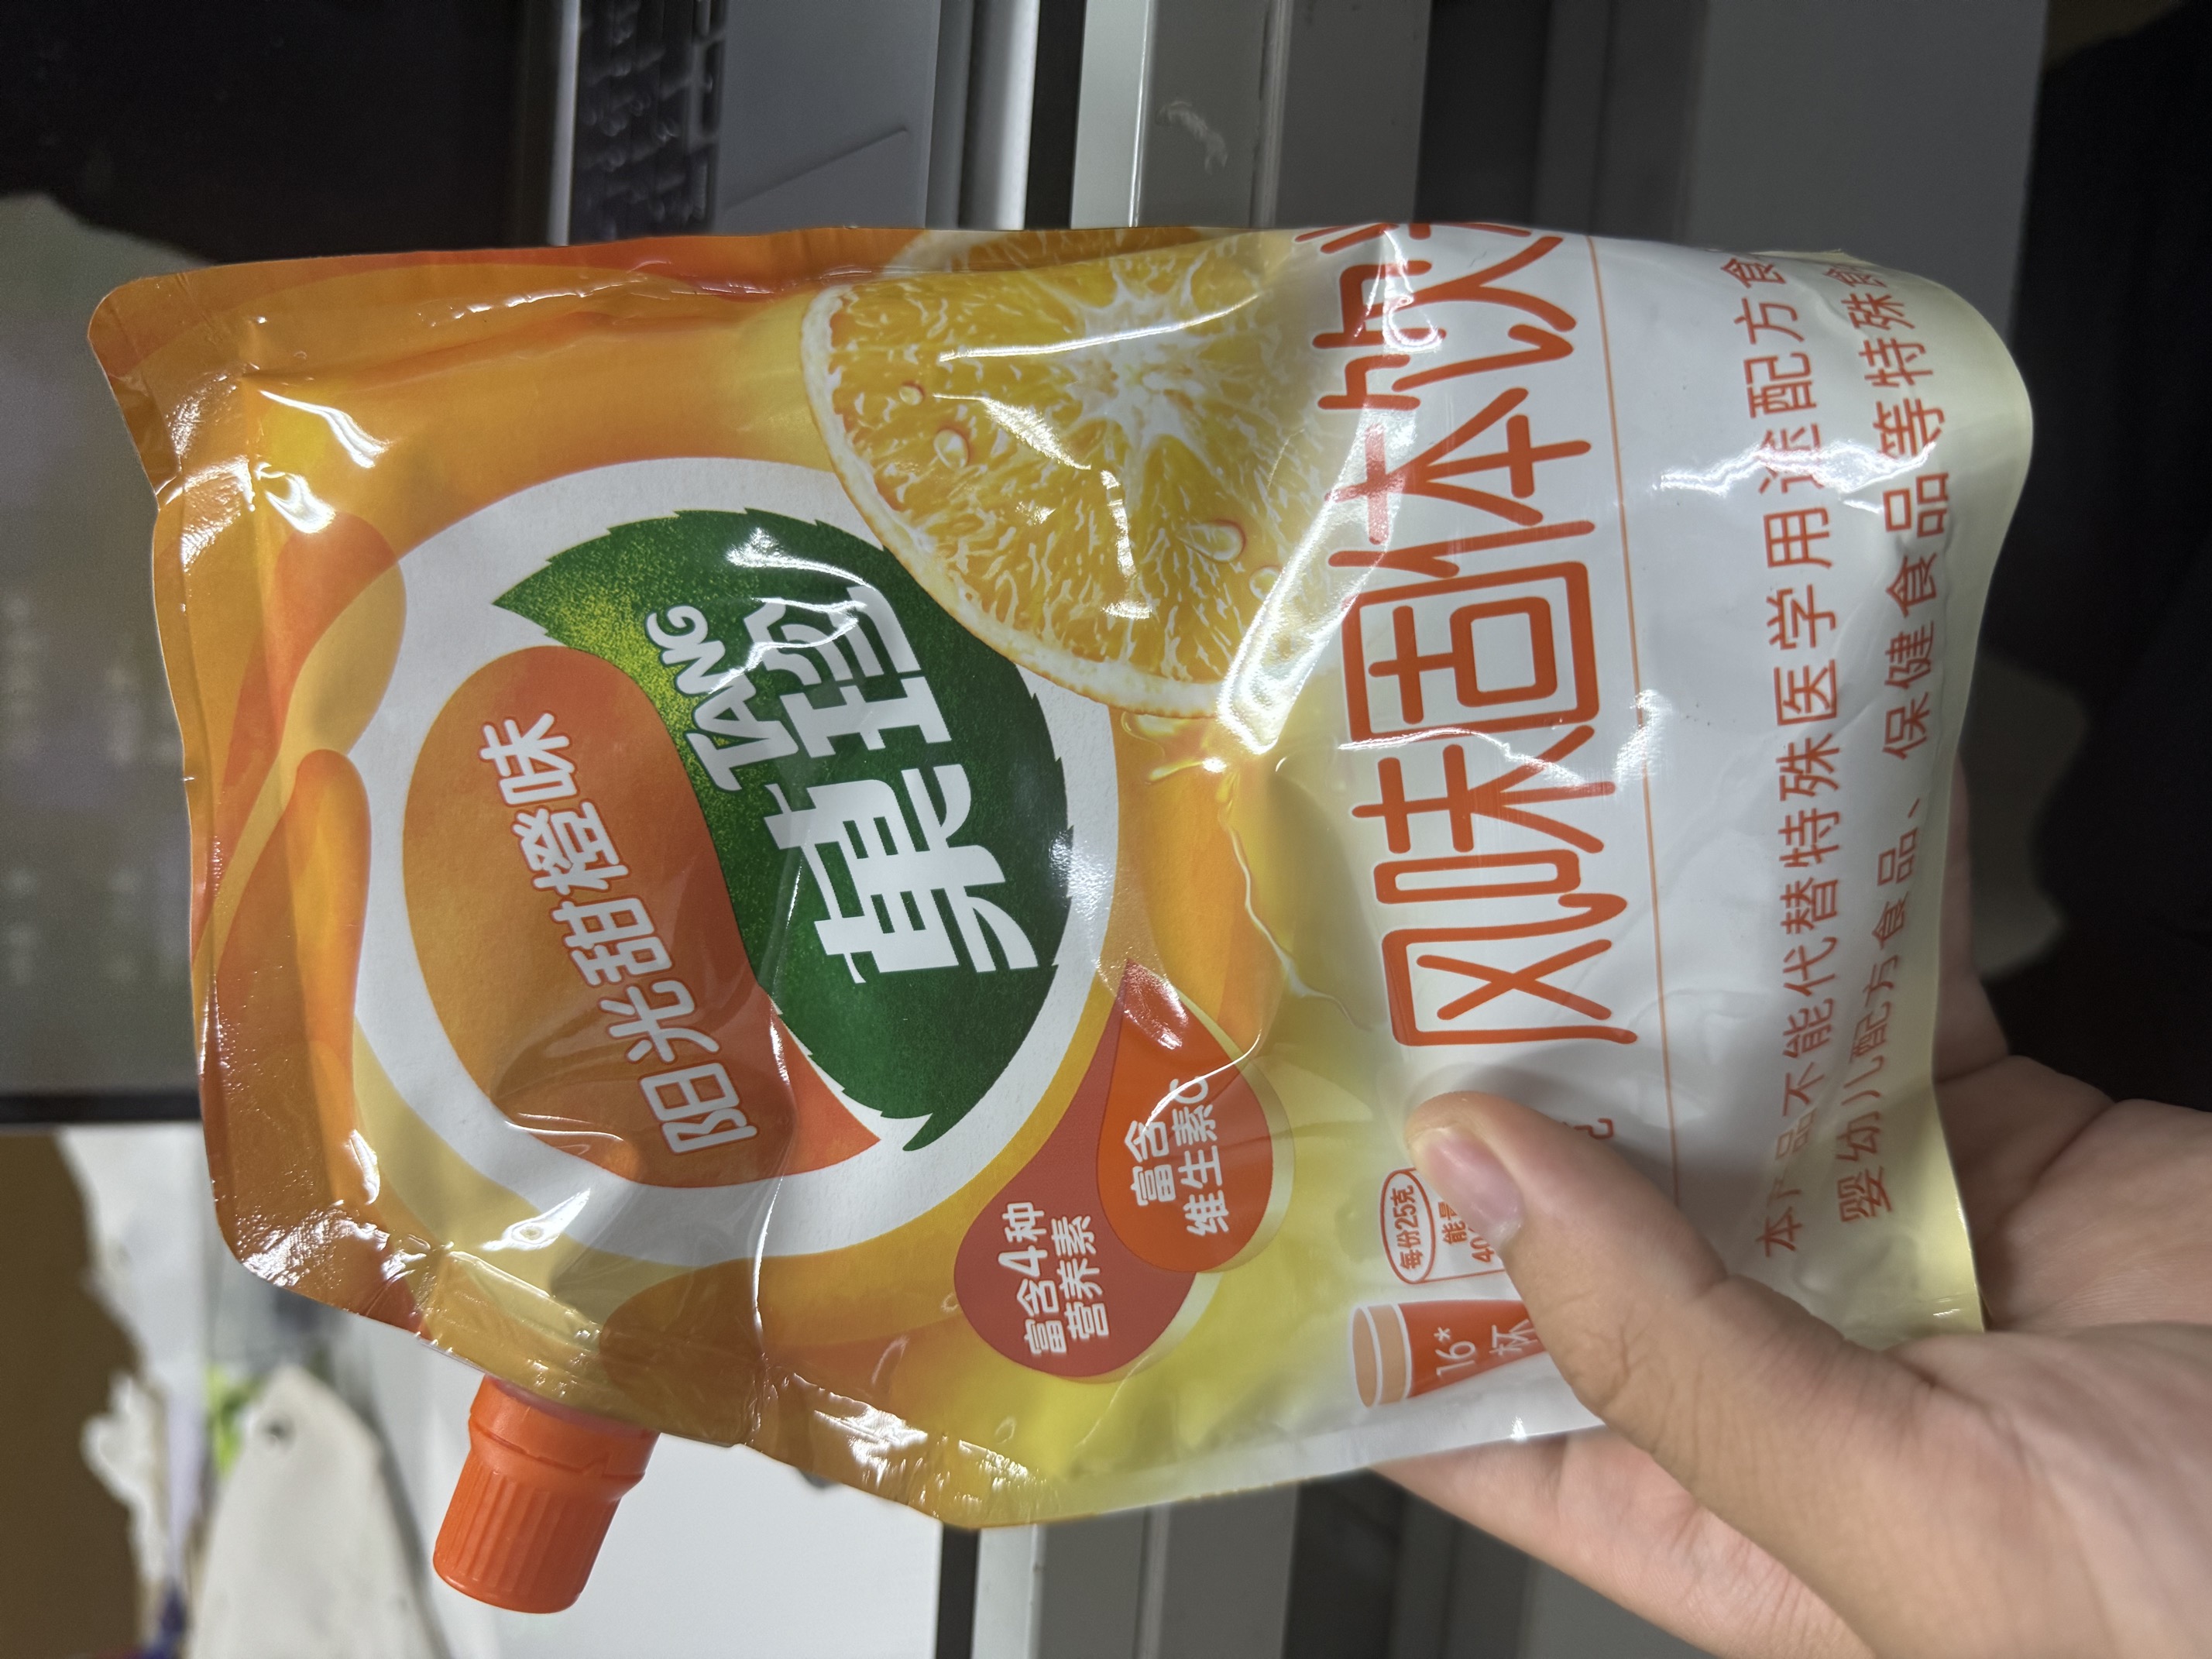 阳光甜橙味
TANG
菓珍
富含4种
营养素
富含
维生素C
16*
杯
每份25克
能量
风味固体饮
本产品不能代替特殊医学用途配方食
婴幼儿配方食品、保健食品等特殊食